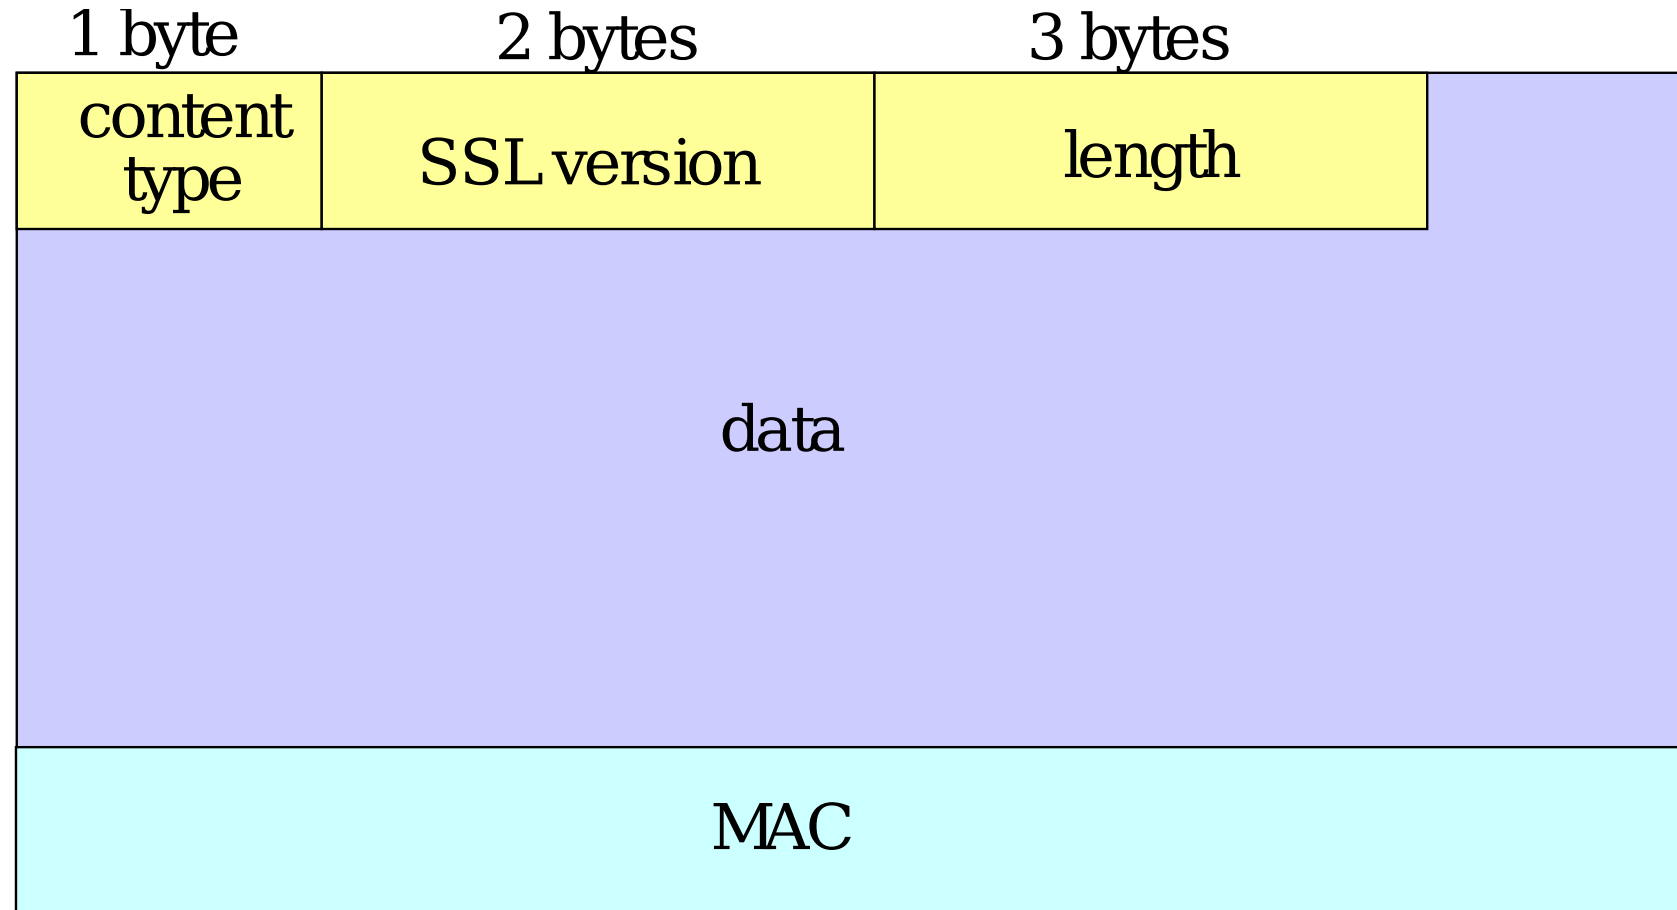 1 byte
2 bytes
3 bytes
content
type
SSL version
length
data
MAC